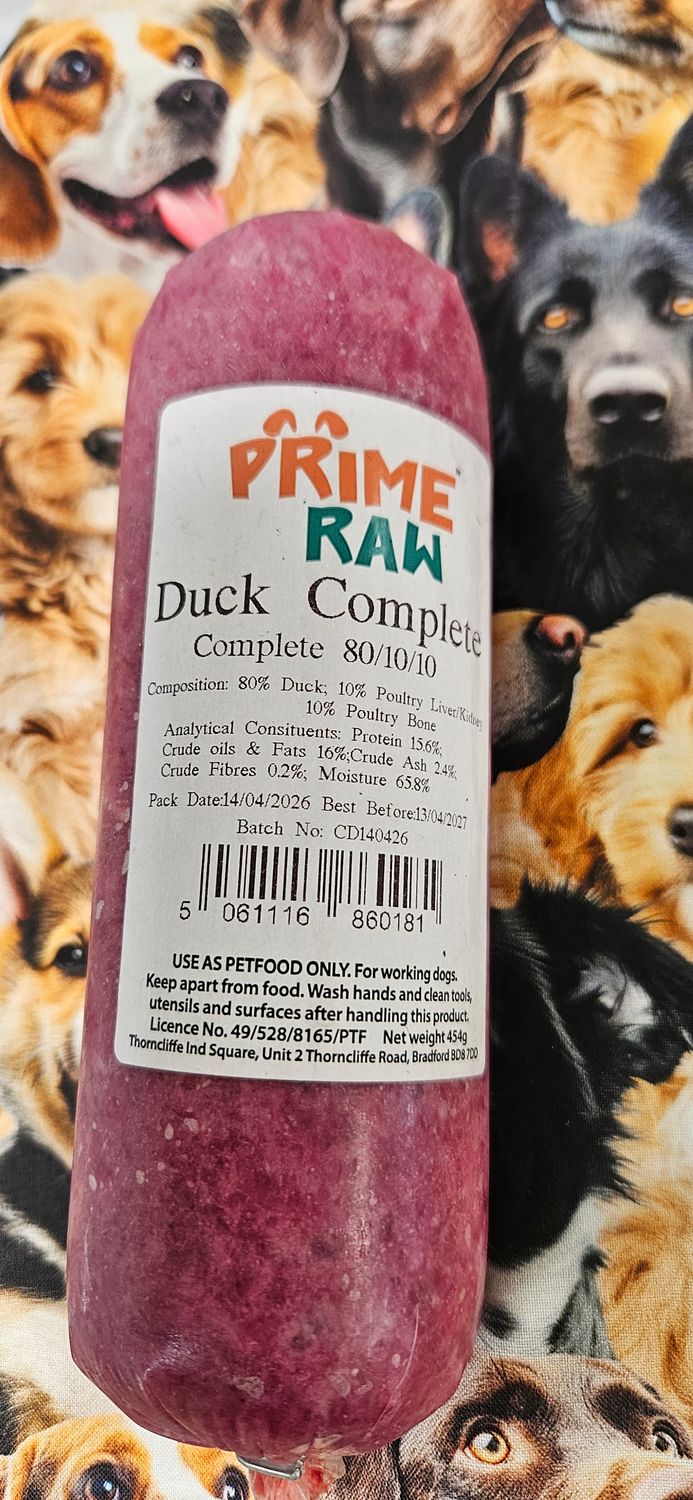 PRIME
RAW
Duck Complete
Complete 80/10/10
Composition: 80% Duck; 10% Poultry Liver/Kidney
10% Poultry Bone
Analytical Consituents: Protein 15.6%;
Crude oils & Fats 16%;Crude Ash 2.4%;
Crude Fibres 0.2%; Moisture 65.8%
Pack Date:14/04/2026 Best Before:13/04/2027
Batch No: CD140426
5 061116 860181
USE AS PETFOOD ONLY. For working dogs.
Keep apart from food. Wash hands and clean tools,
utensils and surfaces after handling this product.
Licence No. 49/528/8165/PTF Net weight 454g
Thorncliffe Ind Square, Unit 2 Thorncliffe Road, Bradford BD8 7DD